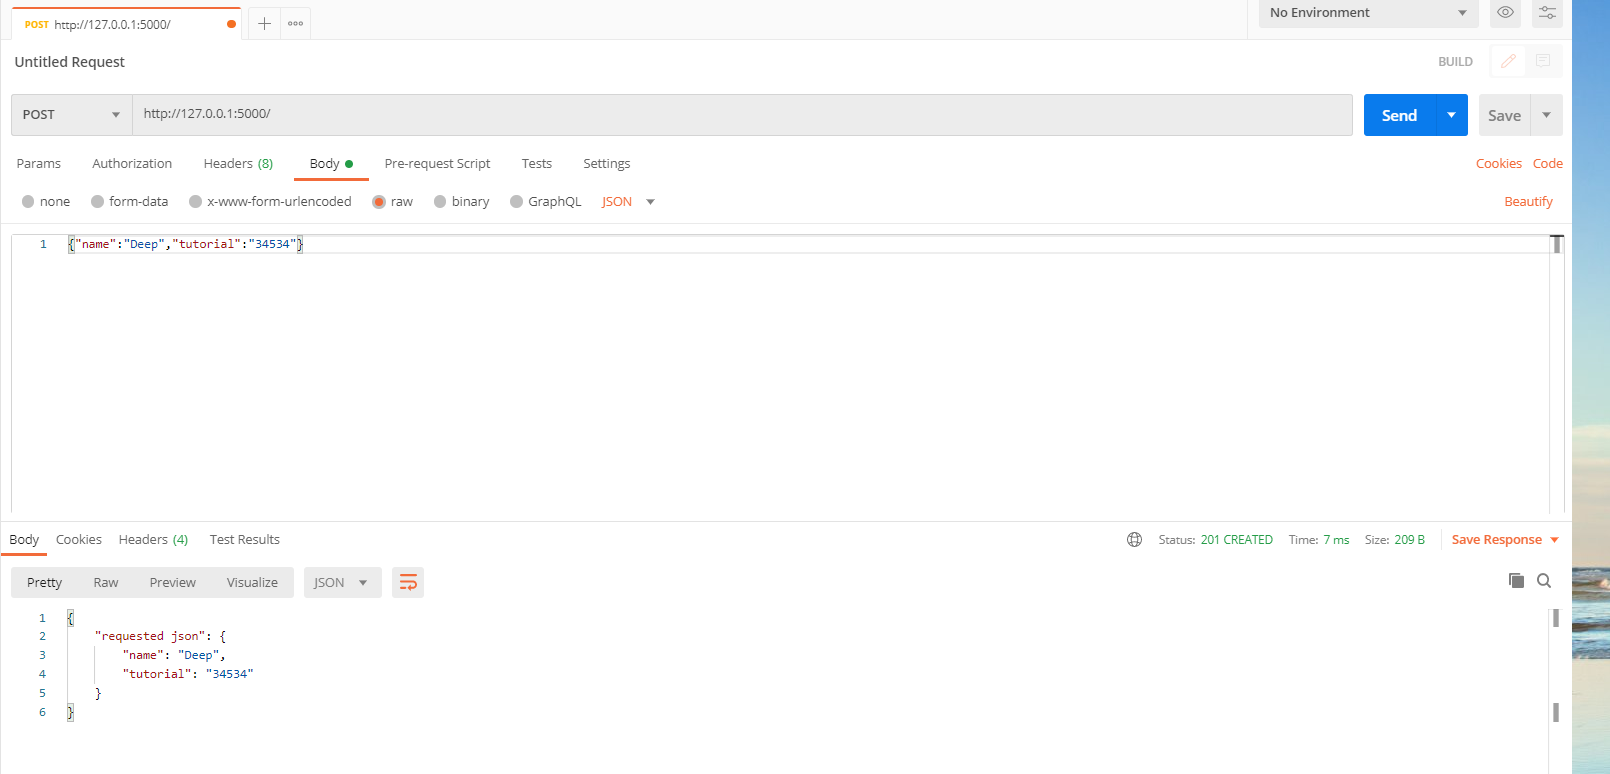 POST http://127.0.0.1:5000/
No Environment
Untitled Request
BUILD
POST http://127.0.0.1:5000/ Send Save
Params Authorization Headers (8) Body Pre-request Script Tests Settings Cookies Code
none form-data x-www-form-urlencoded raw binary GraphQL JSON Beautify
1 {"name":"Deep","tutorial":"34534"}
Body Cookies Headers (4) Test Results Status: 201 CREATED Time: 7 ms Size: 209 B Save Response
Pretty Raw Preview Visualize JSON
1 {
2 "requested json": {
3 "name": "Deep",
4 "tutorial": "34534"
5 }
6 }